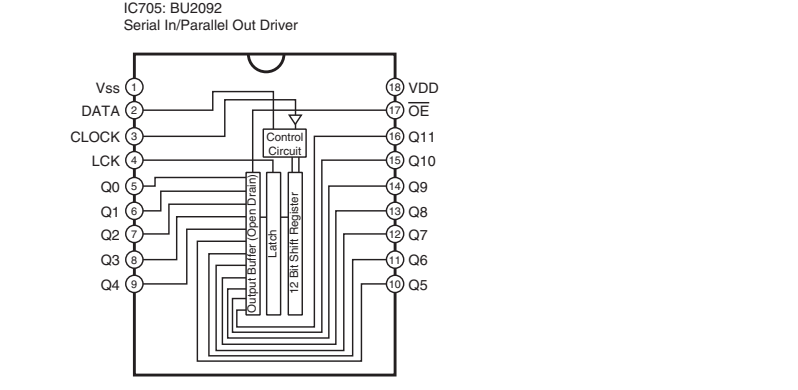 IC705: BU2092
Serial In/Parallel Out Driver
Vss 1
DATA 2
CLOCK 3
LCK 4
Q0 5
Q1 6
Q2 7
Q3 8
Q4 9
18 VDD
17 OE
16 Q11
15 Q10
14 Q9
13 Q8
12 Q7
11 Q6
10 Q5
Control
Circuit
Output Buffer (Open Drain)
Latch
12 Bit Shift Register